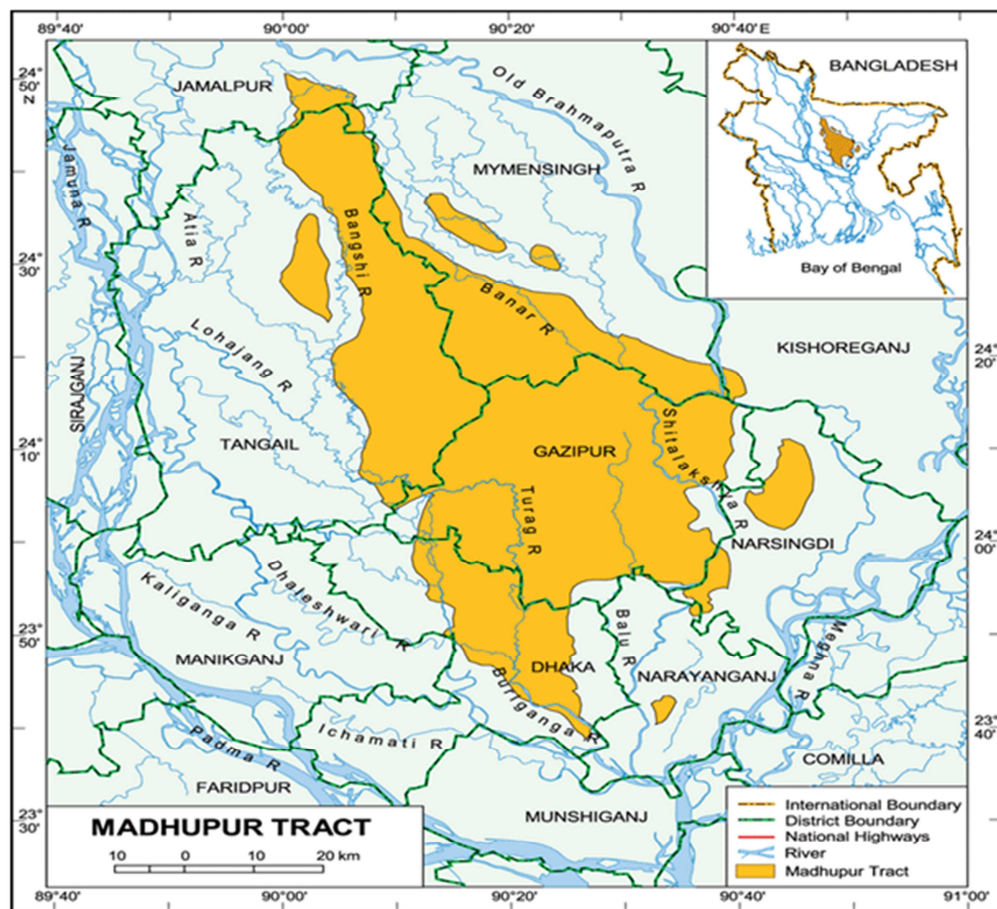 89°40'
90°00'
90°20'
90°40'E
24°
50'
N
24°
30'
24°
10'
23°
50'
23°
30'
24°
20'
24°
00'
23°
40'
BANGLADESH
Bay of Bengal
JAMALPUR
Old Brahmaputra R
MYMENSINGH
Jamuna R
Atia R
Bangshi R
Banar R
Lohajang R
KISHOREGANJ
SIRAJGANJ
TANGAIL
GAZIPUR
Shitalakshya R
Turag R
NARSINGDI
Kaliganga R
Dhaleshwari R
Balu R
Meghna R
MANIKGANJ
DHAKA
NARAYANGANJ
Burriganga R
Ichamati R
Padma R
COMILLA
FARIDPUR
MUNSHIGANJ
MADHUPUR TRACT
10 0 10 20 km
International Boundary
District Boundary
National Highways
River
Madhupur Tract
89°40'
90°00'
90°20'
90°40'
91°00'